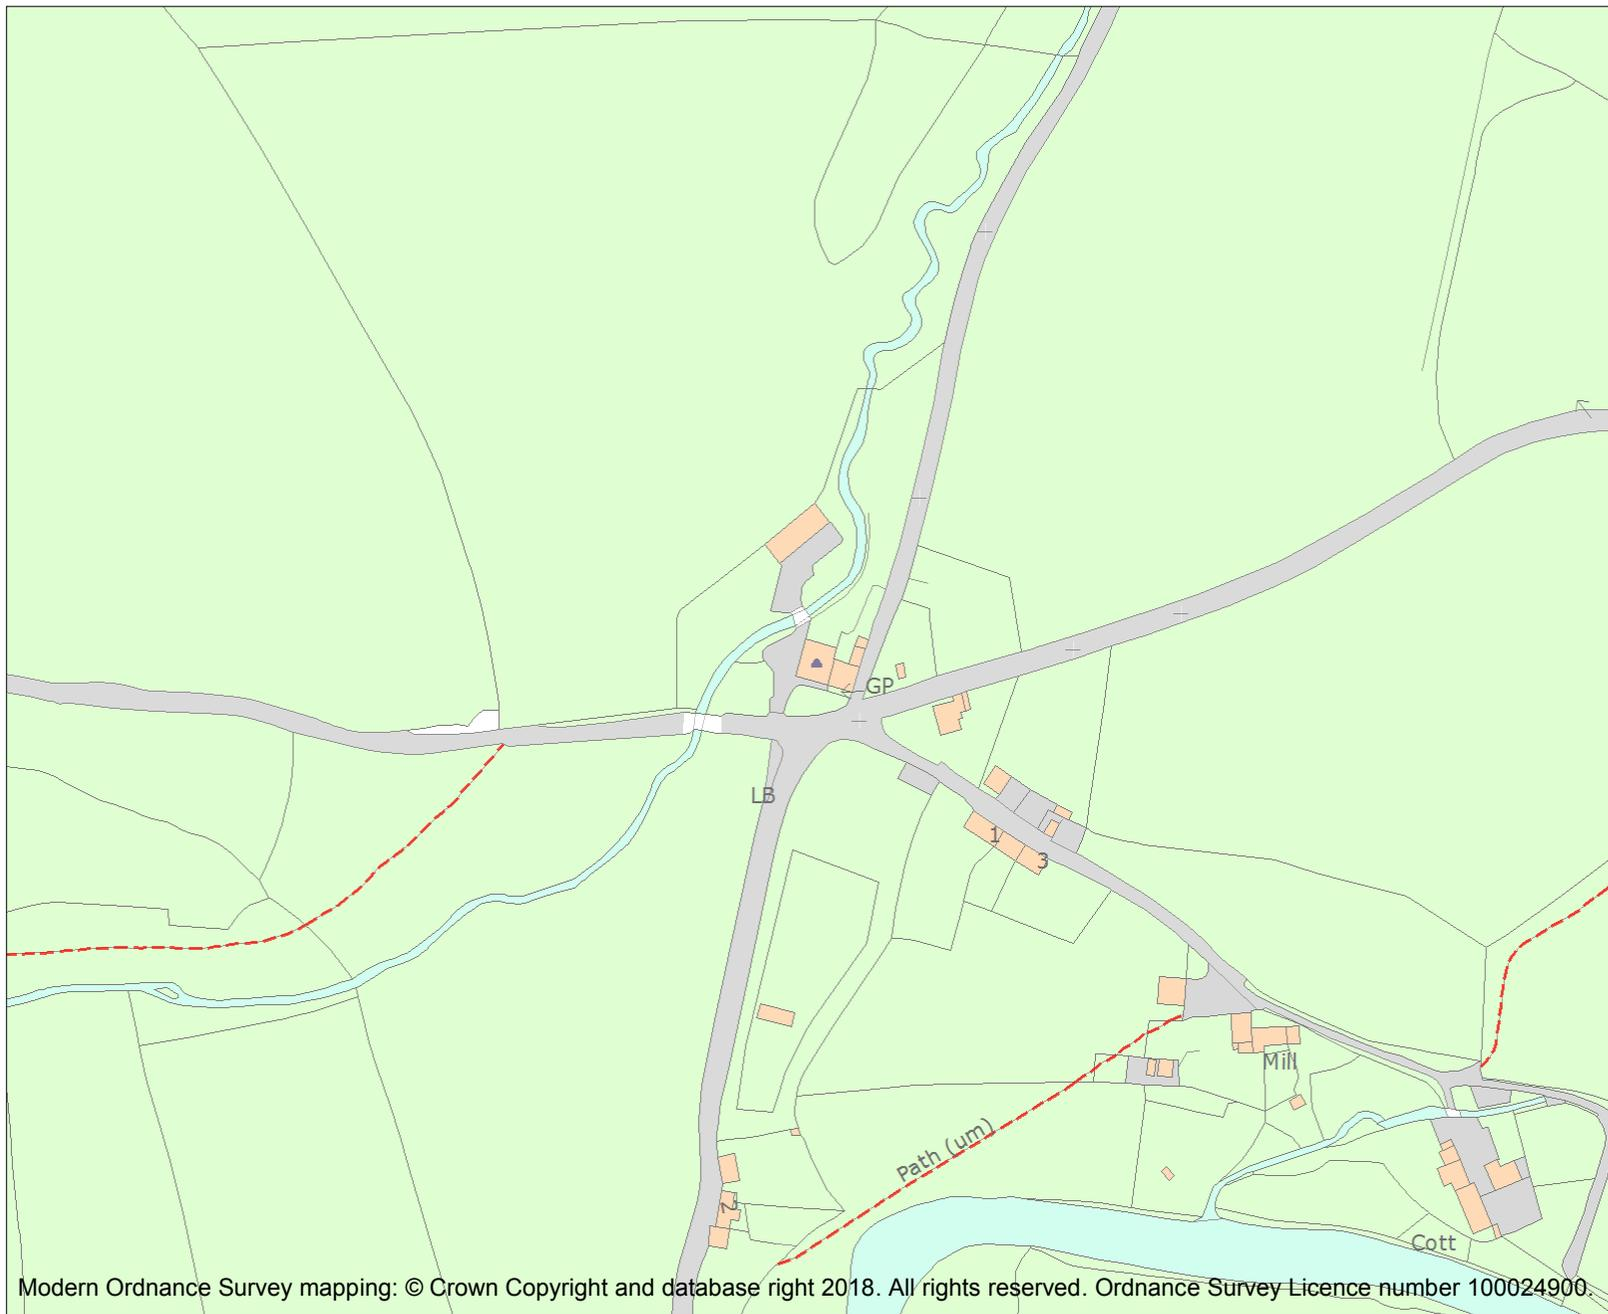 GP
LB
1
3
Mill
Path (um)
2
Cott
Modern Ordnance Survey mapping: © Crown Copyright and database right 2018. All rights reserved. Ordnance Survey Licence number 100024900.